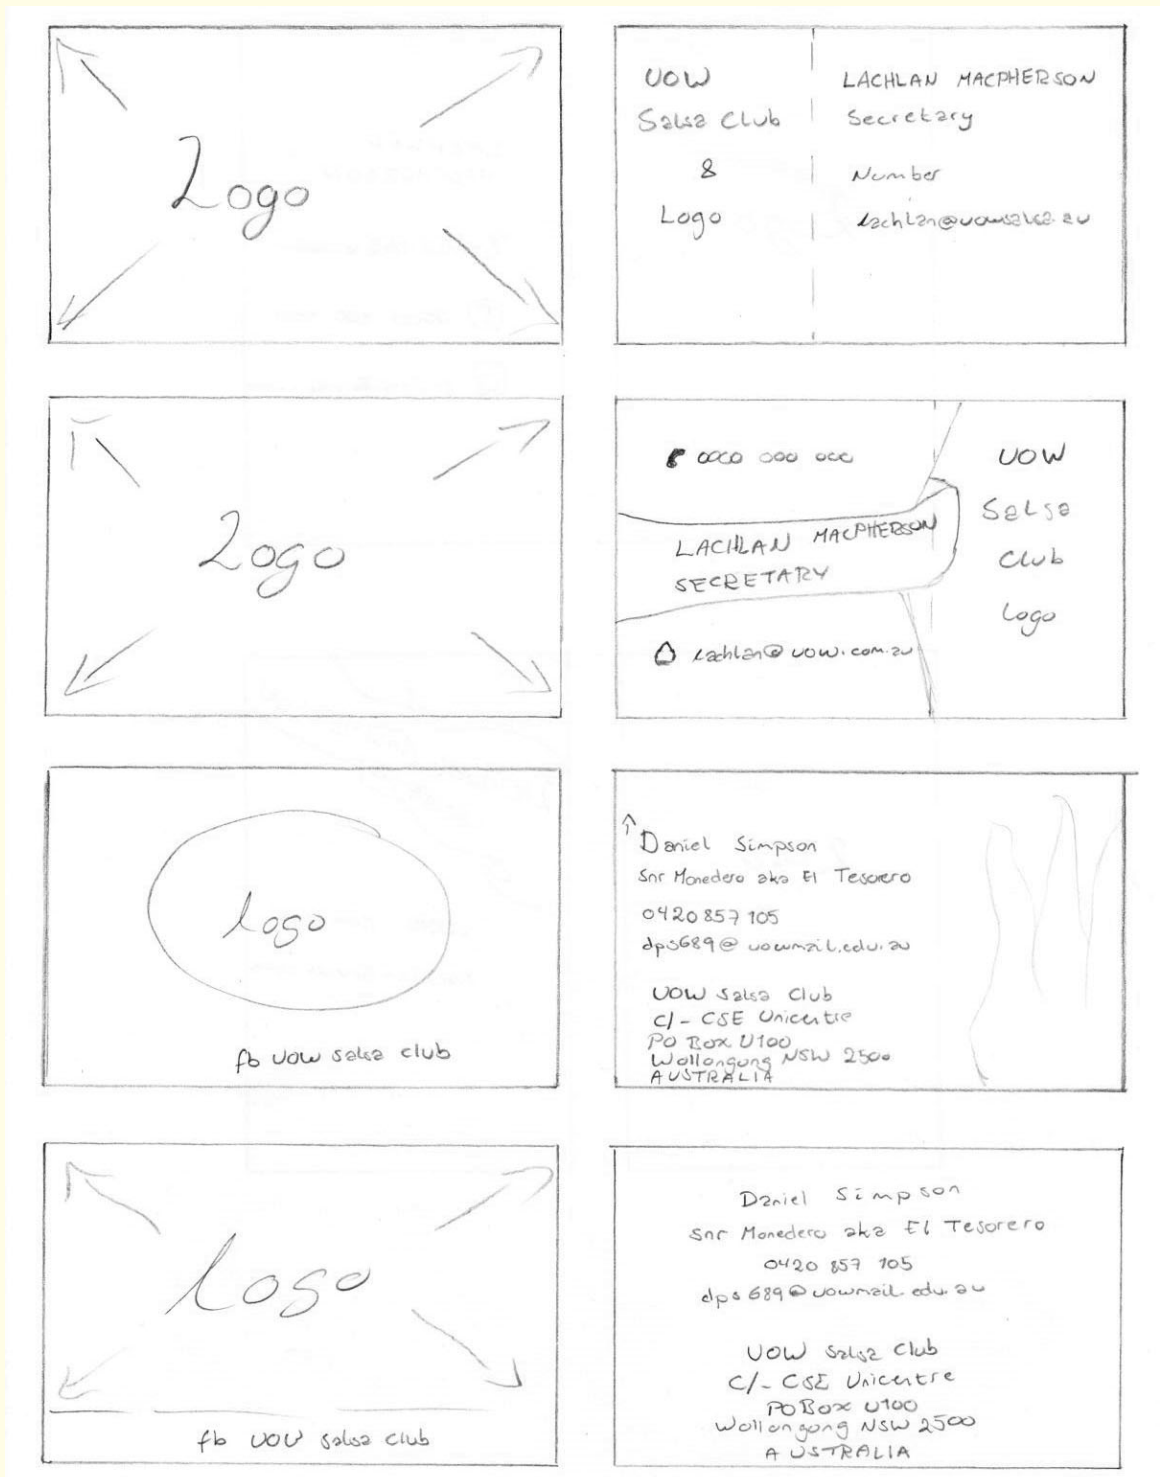 Logo
UOW
Salsa Club
&
Logo
LACHLAN MACPHERSON
Secretary
Number
lachlan@uowsalsa.au
Logo
0000 000 000
LACHLAN MACPHERSON
SECRETARY
lachlan@uow.com.au
UOW
Salsa
Club
Logo
logo
fb UOW salsa club
Daniel Simpson
Snr Monedero aka El Tesorero
0420 857 105
dps689@uowmail.edu.au
UOW Salsa Club
C/- CSE Unicentre
PO Box U100
Wollongong NSW 2500
AUSTRALIA
Logo
fb UOW salsa club
Daniel Simpson
Snr Monedero aka El Tesorero
0420 857 105
dps689@uowmail.edu.au
UOW Salsa Club
C/- CSE Unicentre
PO Box U100
Wollongong NSW 2500
AUSTRALIA